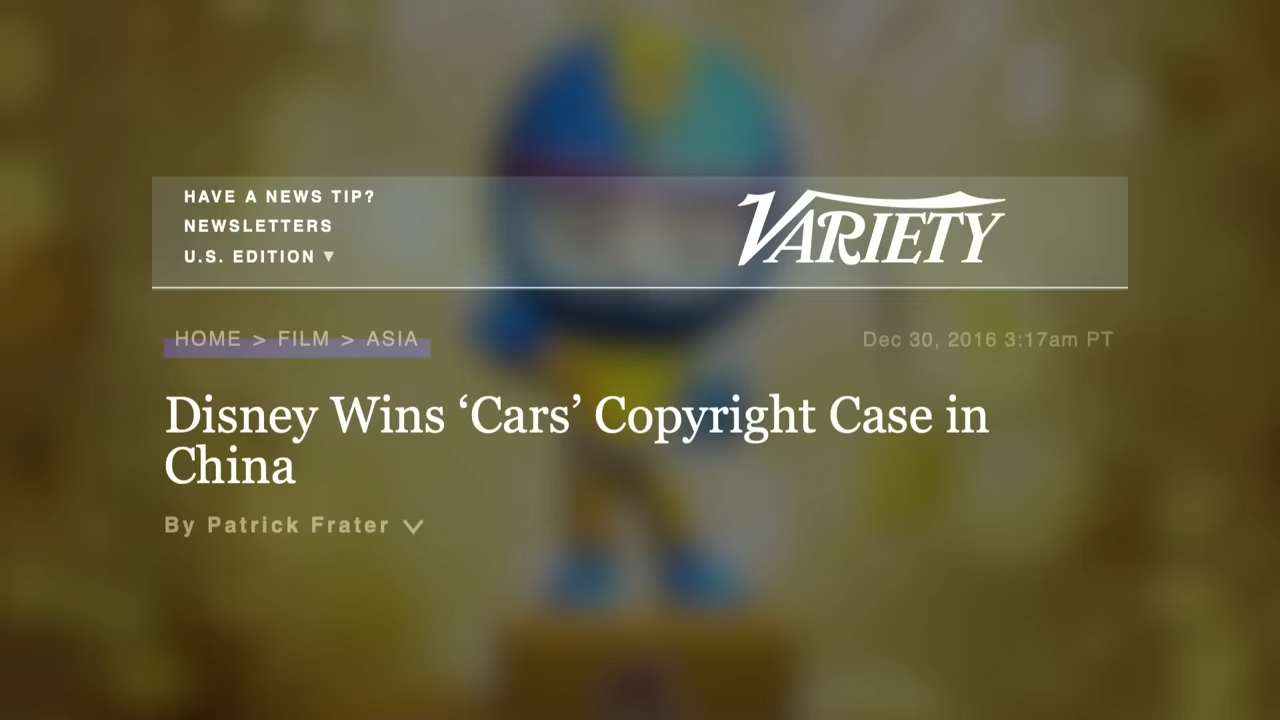 HAVE A NEWS TIP?
NEWSLETTERS
U.S. EDITION ▼
VARIETY
HOME > FILM > ASIA
Dec 30, 2016 3:17am PT
Disney Wins ‘Cars’ Copyright Case in
China
By Patrick Frater